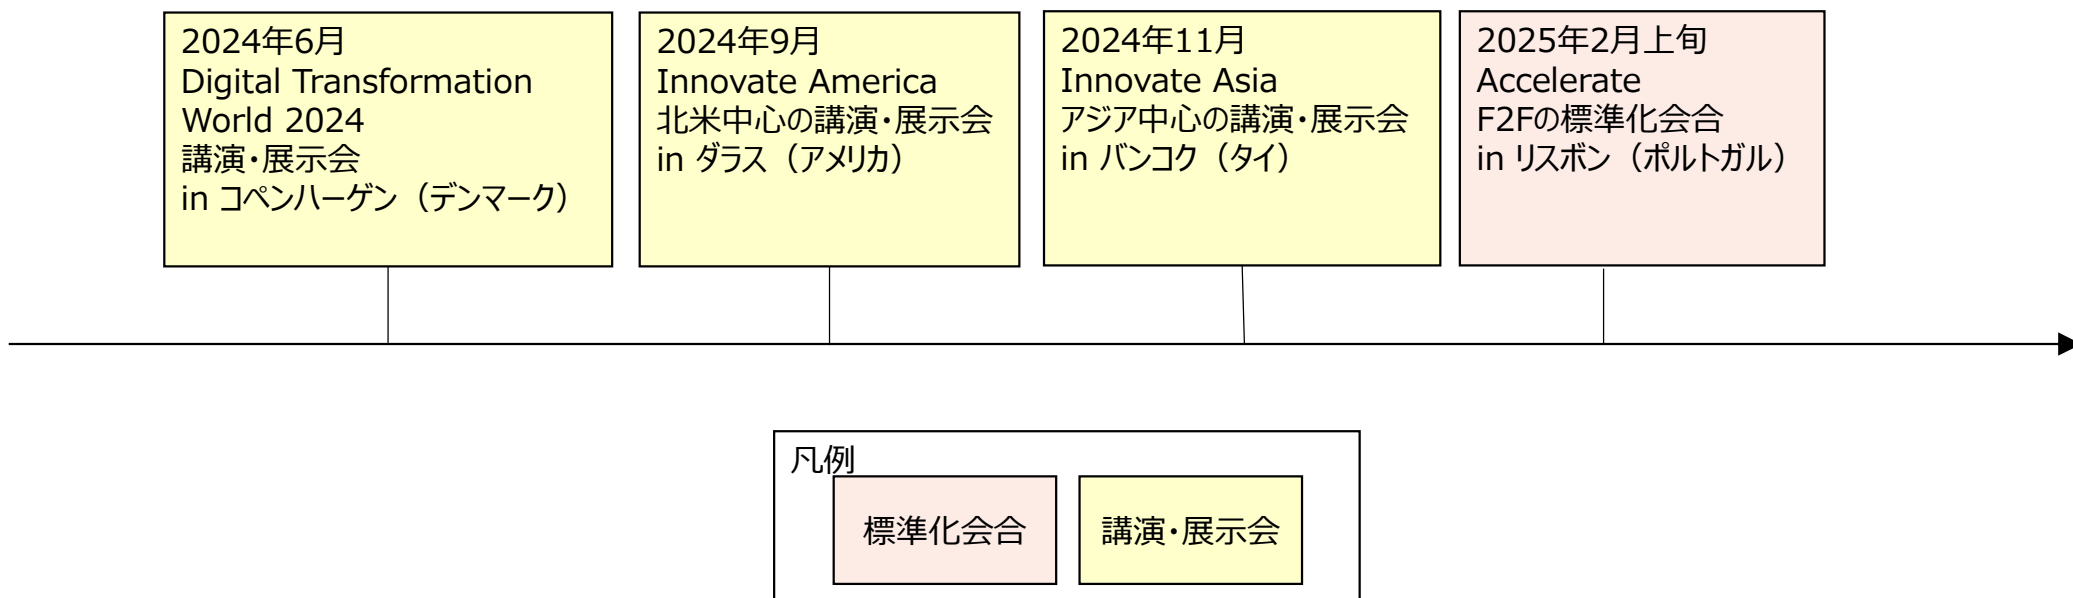 2024年6月
Digital Transformation
World 2024
講演・展示会
in コペンハーゲン（デンマーク）
2024年9月
Innovate America
北米中心の講演・展示会
in ダラス（アメリカ）
2024年11月
Innovate Asia
アジア中心の講演・展示会
in バンコク（タイ）
2025年2月上旬
Accelerate
F2Fの標準化会合
in リスボン（ポルトガル）
凡例
標準化会合
講演・展示会